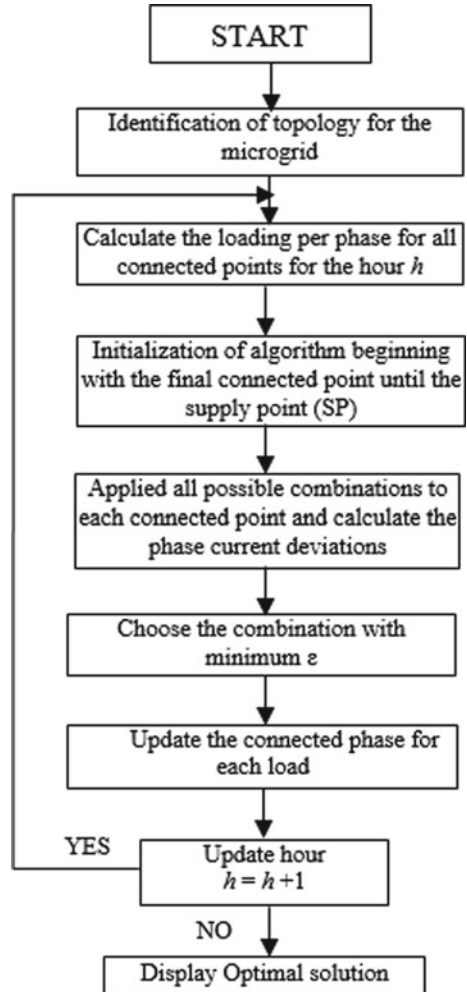 START
Identification of topology for the
microgrid
Calculate the loading per phase for all
connected points for the hour h
Initialization of algorithm beginning
with the final connected point until the
supply point (SP)
Applied all possible combinations to
each connected point and calculate the
phase current deviations
Choose the combination with
minimum ε
Update the connected phase for
each load
YES
Update hour
h = h +1
NO
Display Optimal solution